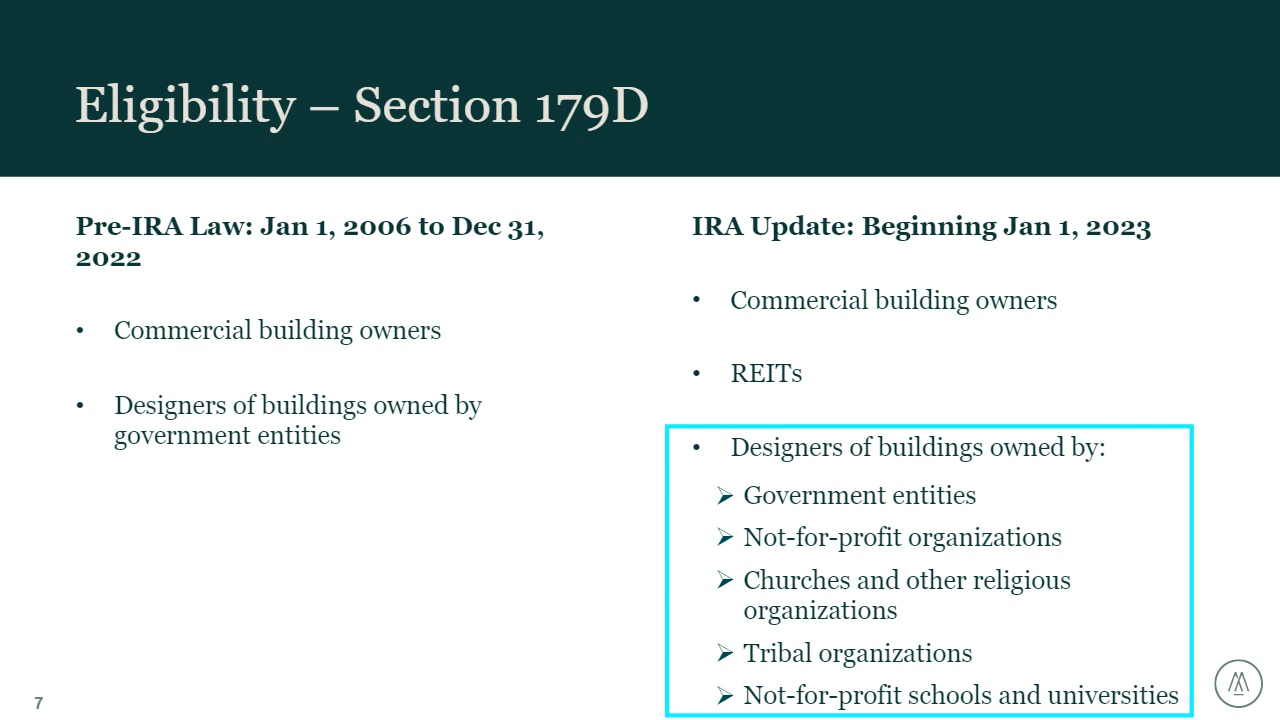 Eligibility – Section 179D
Pre-IRA Law: Jan 1, 2006 to Dec 31,
2022
• Commercial building owners
• Designers of buildings owned by
government entities
IRA Update: Beginning Jan 1, 2023
• Commercial building owners
• REITs
• Designers of buildings owned by:
➢ Government entities
➢ Not-for-profit organizations
➢ Churches and other religious
organizations
➢ Tribal organizations
➢ Not-for-profit schools and universities
7